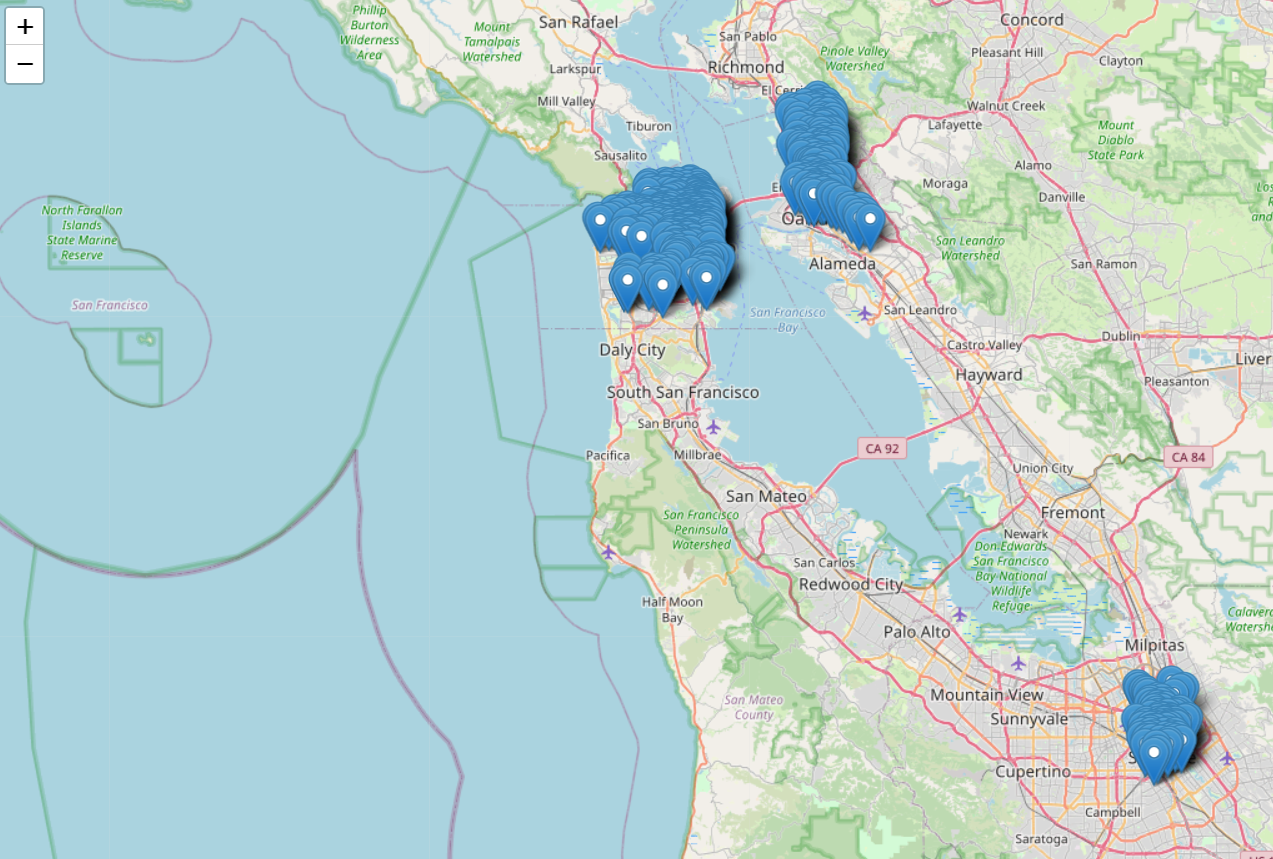 +
−
Phillip
Burton
Wilderness
Area
Mount
Tamalpais
Watershed
San Rafael
Larkspur
Mill Valley
Tiburon
Sausalito
San Pablo
Richmond
Pinole Valley
Watershed
Concord
Pleasant Hill
Clayton
Walnut Creek
Lafayette
Mount
Diablo
State Park
Alamo
Moraga
Danville
North Farallon
Islands
State Marine
Reserve
San Francisco
Alameda
San Leandro
Watershed
San Ramon
San Francisco
Bay
San Leandro
Castro Valley
Dublin
Hayward
Pleasanton
Daly City
South San Francisco
San Bruno
Pacifica
Millbrae
CA 92
CA 84
Union City
San Mateo
Fremont
San Francisco
Peninsula
Watershed
Newark
Don Edwards
San Francisco
Bay National
Wildlife
Refuge
San Carlos
Redwood City
Half Moon
Bay
Palo Alto
Milpitas
San Mateo
County
Mountain View
Sunnyvale
Cupertino
Campbell
Saratoga